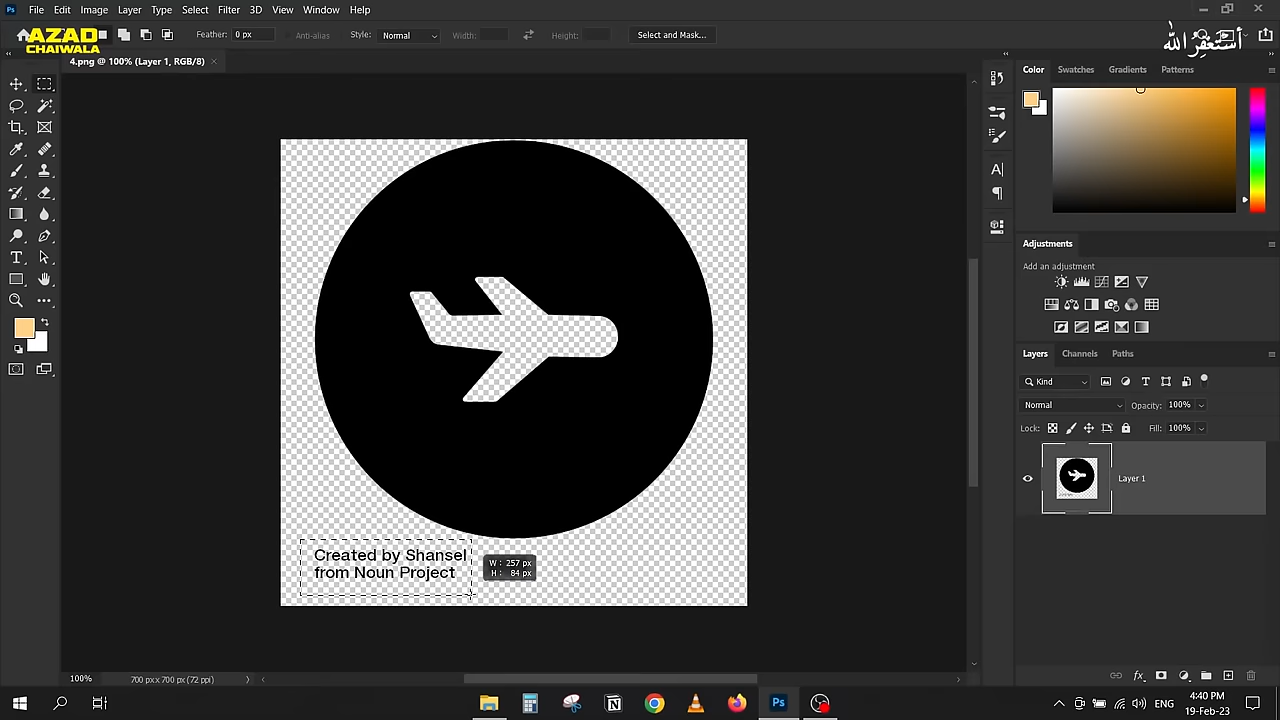 File Edit Image Layer Type Select Filter 3D View Window Help
AZAD
CHAIWALA
Feather: 0 px Anti-alias Style: Normal Width: Height: Select and Mask...
أستغفر الله
4.png @ 100% (Layer 1, RGB/8)
Color Swatches Gradients Patterns
Adjustments
Add an adjustment
Layers Channels Paths
Kind
Normal Opacity: 100%
Lock: Fill: 100%
Layer 1
Created by Shansel
from Noun Project
W: 257 px
H: 84 px
100% 700 px x 700 px (72 ppi)
ENG
4:40 PM
19-Feb-23